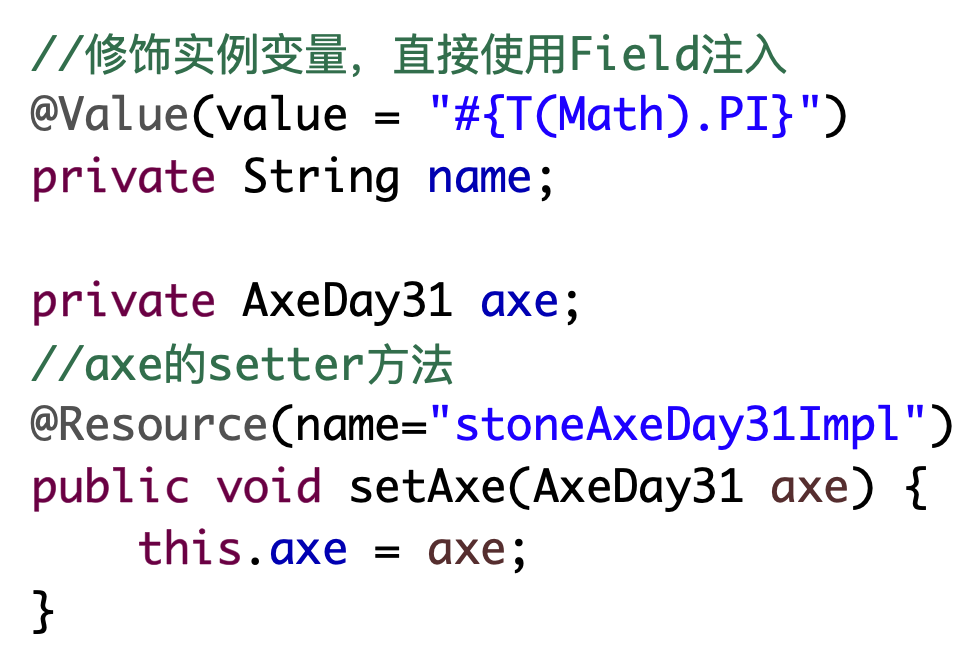 //修饰实例变量，直接使用Field注入
@Value(value = "#{T(Math).PI}")
private String name;
private AxeDay31 axe;
//axe的setter方法
@Resource(name="stoneAxeDay31Impl")
public void setAxe(AxeDay31 axe) {
    this.axe = axe;
}